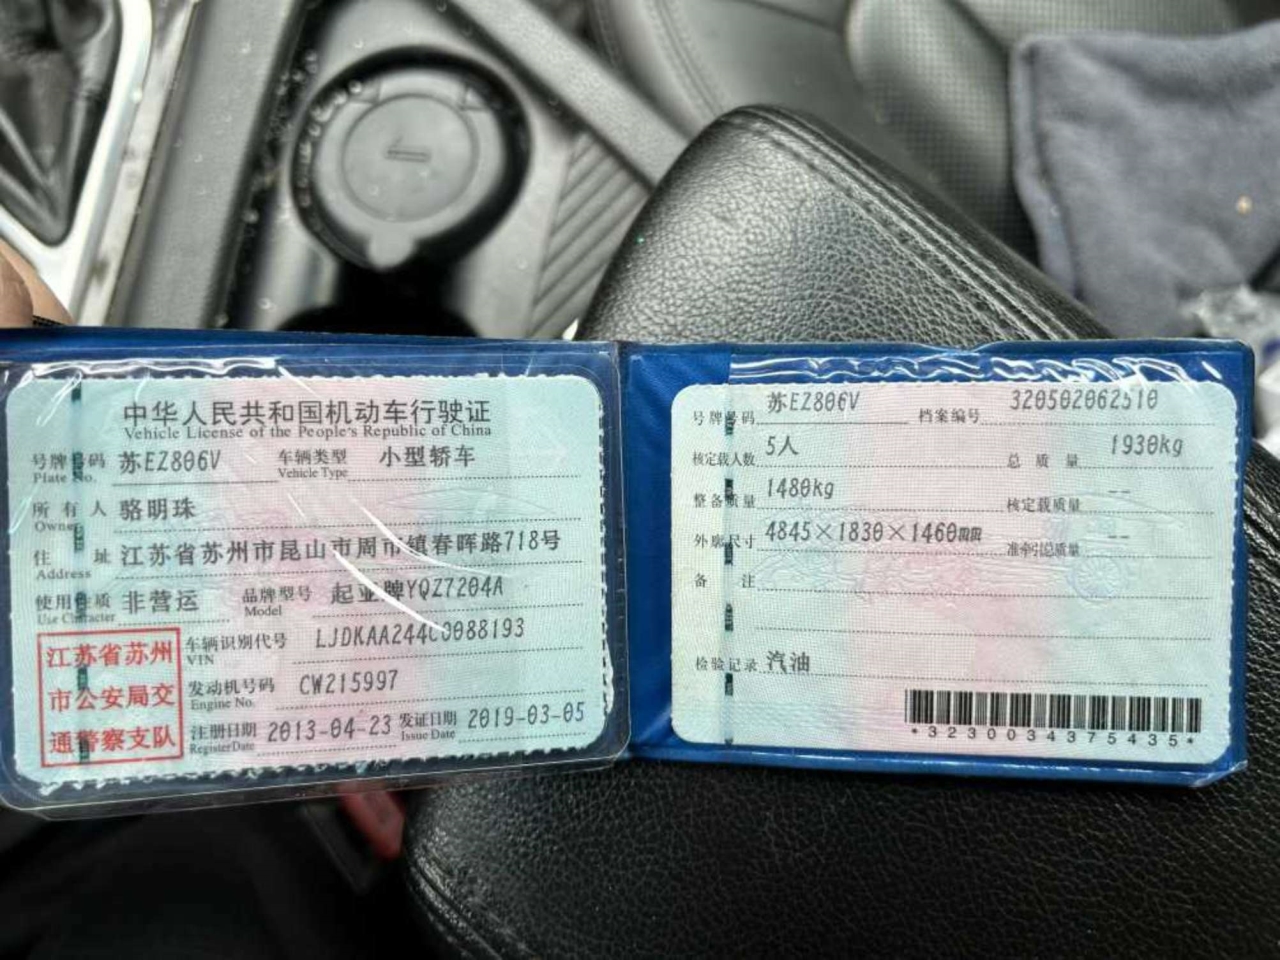 中华人民共和国机动车行驶证
Vehicle License of the People's Republic of China
号牌号码 苏EZ806V 车辆类型 小型轿车
Plate No. Vehicle Type
所有人 骆明珠
Owner
住址 江苏省苏州市昆山市周市镇春晖路718号
Address
使用性质 非营运 品牌型号 起亚牌YQZ7204A
Use Character Model
江苏省苏州
市公安局交
通警察支队
车辆识别代号 LJDKAA244C0088193
VIN
发动机号码 CW215997
Engine No.
注册日期 2013-04-23 发证日期 2019-03-05
Register Date Issue Date
号牌号码 苏EZ806V 档案编号 320502062510
核定载人数 5人 总质量 1930kg
整备质量 1480kg 核定载质量 --
外廓尺寸 4845×1830×1460mm 准牵引总质量 --
备注
检验记录 汽油
*3230034375435*